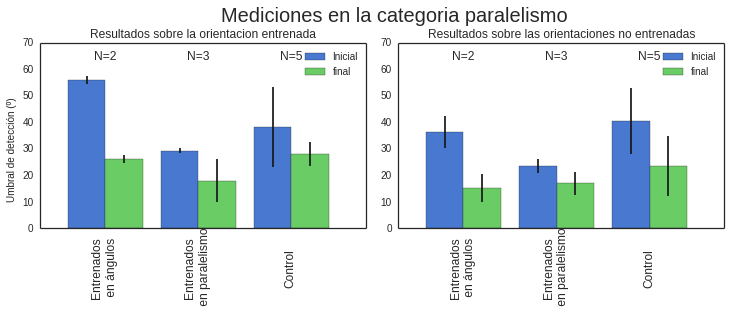 Mediciones en la categoria paralelismo
Resultados sobre la orientacion entrenada
Umbral de detección (º)
70
60
50
40
30
20
10
0
N=2
N=3
N=5
Inicial
final
Entrenados
en ángulos
Entrenados
en paralelismo
Control
Resultados sobre las orientaciones no entrenadas
70
60
50
40
30
20
10
0
N=2
N=3
N=5
Inicial
final
Entrenados
en ángulos
Entrenados
en paralelismo
Control